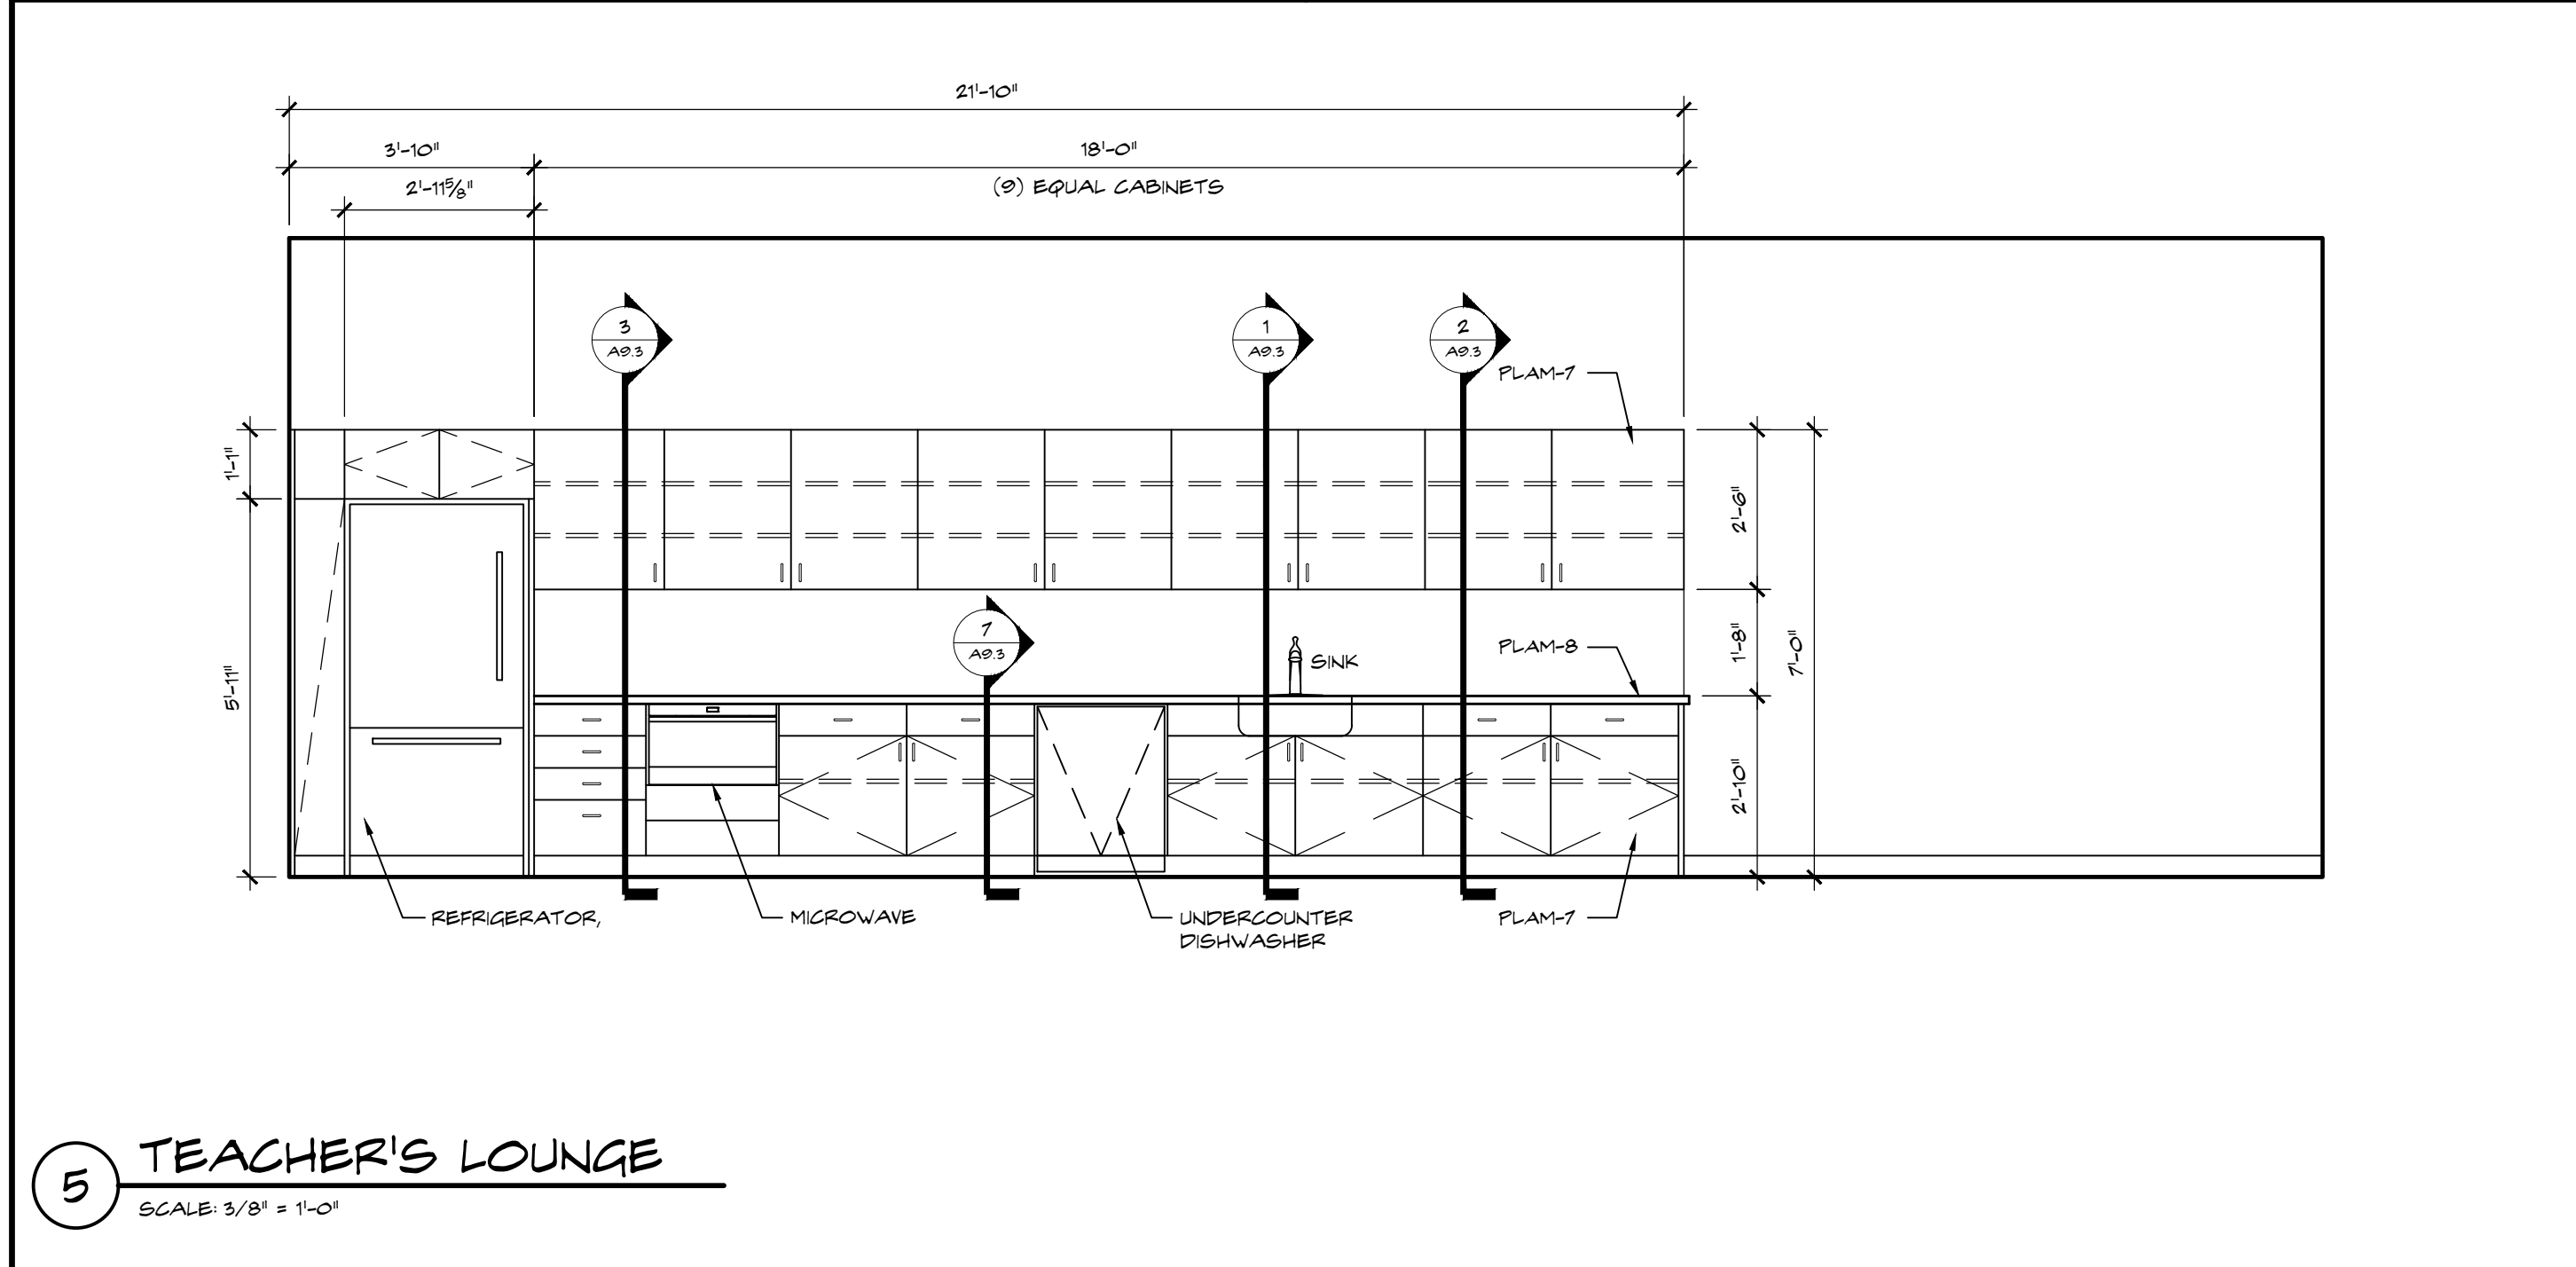 21'-10"
3'-10"
18'-0"
2'-11 5/8"
(9) EQUAL CABINETS
3
A9.3
1
A9.3
2
A9.3
PLAM-7
1'-1"
2'-6"
7
A9.3
SINK
PLAM-8
1'-8"
7'-0"
5'-11"
2'-10"
REFRIGERATOR,
MICROWAVE
UNDERCOUNTER
DISHWASHER
PLAM-7
5
TEACHER'S LOUNGE
SCALE: 3/8" = 1'-0"